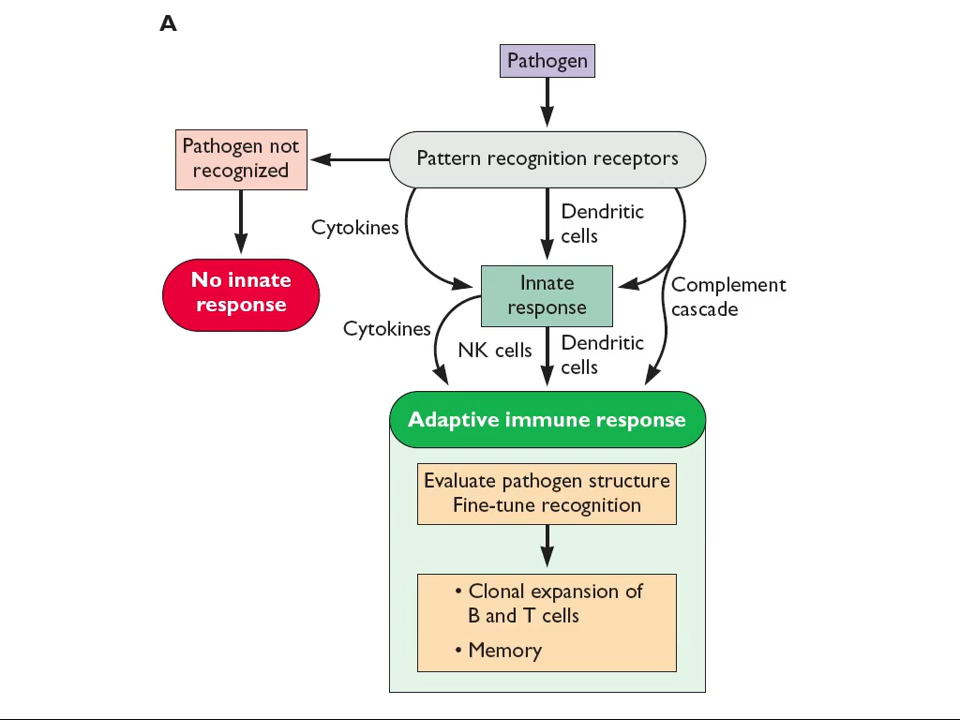 A
Pathogen
Pattern recognition receptors
Pathogen not
recognized
No innate
response
Cytokines
Dendritic
cells
Innate
response
Complement
cascade
Cytokines
NK cells
Dendritic
cells
Adaptive immune response
Evaluate pathogen structure
Fine-tune recognition
• Clonal expansion of
B and T cells
• Memory